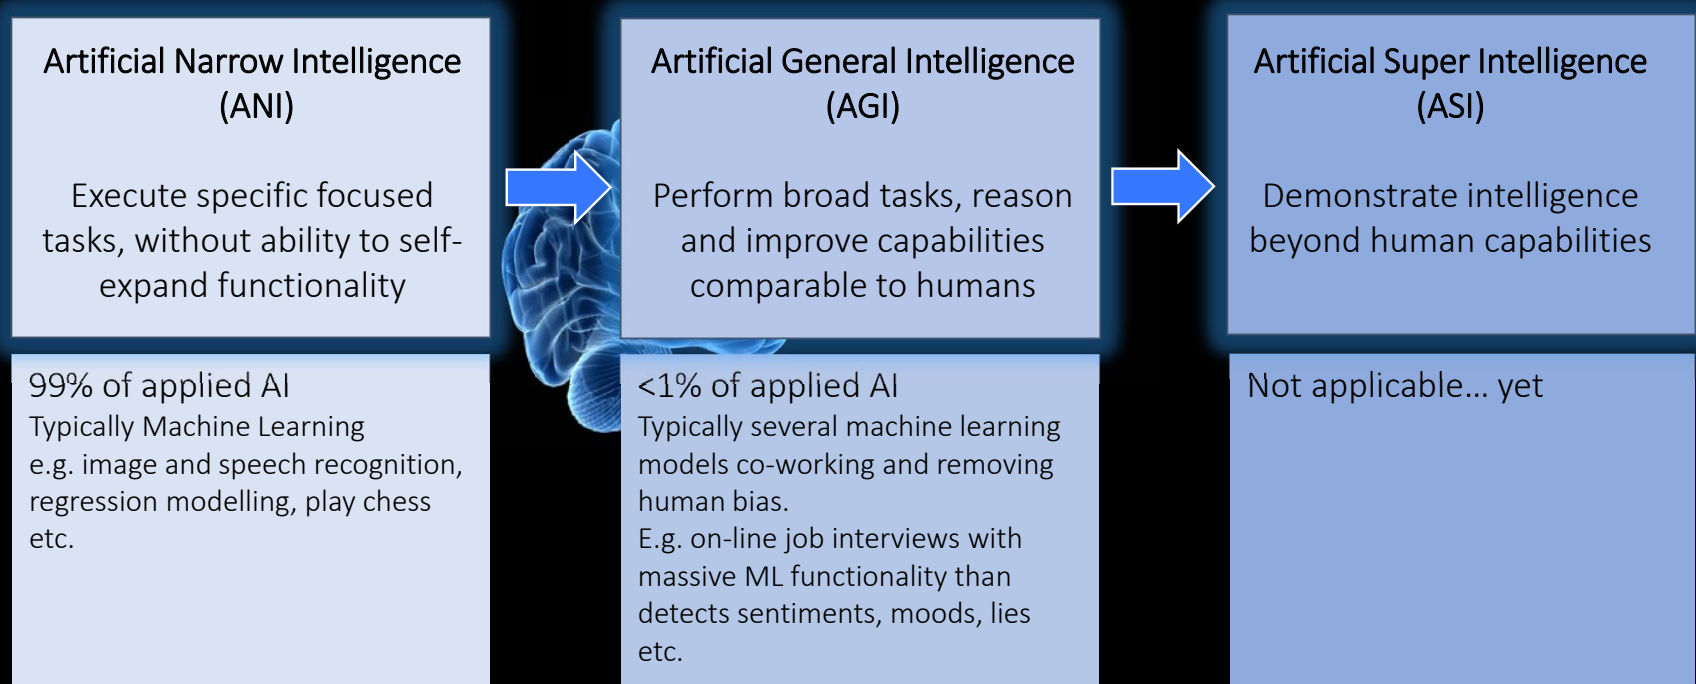 Artificial Narrow Intelligence
(ANI)
Execute specific focused
tasks, without ability to self-
expand functionality
99% of applied AI
Typically Machine Learning
e.g. image and speech recognition,
regression modelling, play chess
etc.
Artificial General Intelligence
(AGI)
Perform broad tasks, reason
and improve capabilities
comparable to humans
<1% of applied AI
Typically several machine learning
models co-working and removing
human bias.
E.g. on-line job interviews with
massive ML functionality than
detects sentiments, moods, lies
etc.
Artificial Super Intelligence
(ASI)
Demonstrate intelligence
beyond human capabilities
Not applicable... yet